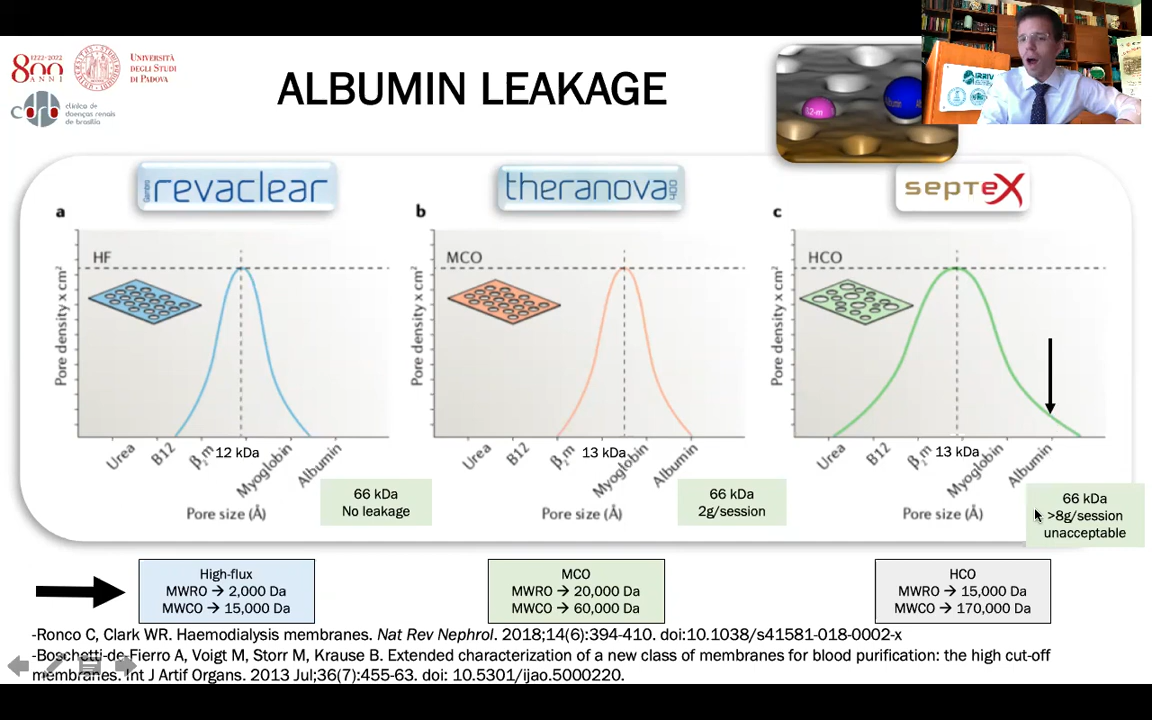 1222-2022
800
ANNI
UNIVERSITÀ
DEGLI STUDI
DI PADOVA
clínica de
doenças renais
de brasília
ALBUMIN LEAKAGE
β2-m
IRRIV
Gambro
revaclear
theranova 400
SEPTEX
a
HF
Pore density x cm2
Urea
B12
β2m
12 kDa
Myoglobin
Albumin
Pore size (Å)
66 kDa
No leakage
b
MCO
Pore density x cm2
Urea
B12
β2m
13 kDa
Myoglobin
Albumin
Pore size (Å)
66 kDa
2g/session
c
HCO
Pore density x cm2
Urea
B12
β2m
13 kDa
Myoglobin
Albumin
Pore size (Å)
66 kDa
>8g/session
unacceptable
High-flux
MWRO → 2,000 Da
MWCO → 15,000 Da
MCO
MWRO → 20,000 Da
MWCO → 60,000 Da
HCO
MWRO → 15,000 Da
MWCO → 170,000 Da
-Ronco C, Clark WR. Haemodialysis membranes. Nat Rev Nephrol. 2018;14(6):394-410. doi:10.1038/s41581-018-0002-x
-Boschetti-de-Fierro A, Voigt M, Storr M, Krause B. Extended characterization of a new class of membranes for blood purification: the high cut-off
membranes. Int J Artif Organs. 2013 Jul;36(7):455-63. doi: 10.5301/ijao.5000220.